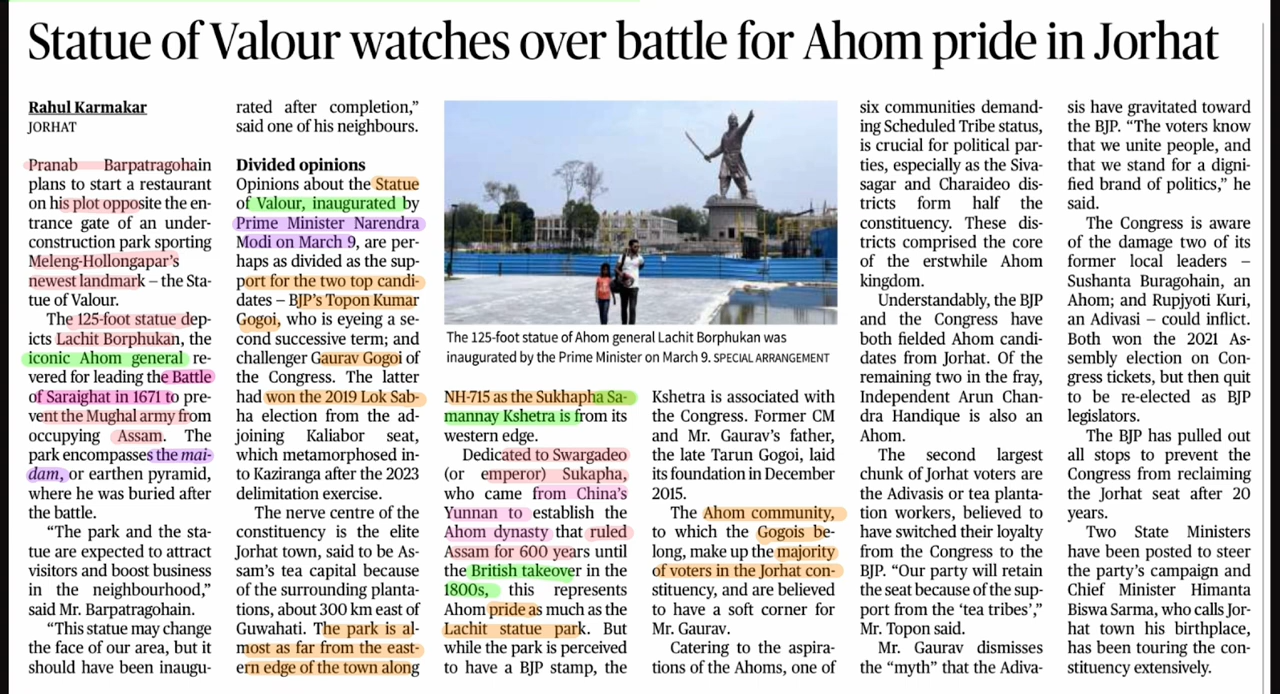 Statue of Valour watches over battle for Ahom pride in Jorhat
Rahul Karmakar
JORHAT
Pranab Barpatragohain
plans to start a restaurant
on his plot opposite the en-
trance gate of an under-
construction park sporting
Meleng-Hollongapar's
newest landmark – the Sta-
tue of Valour.
The 125-foot statue de-
picts Lachit Borphukan, the
iconic Ahom general re-
vered for leading the Battle
of Saraighat in 1671 to pre-
vent the Mughal army from
occupying Assam. The
park encompasses the mai-
dam, or earthen pyramid,
where he was buried after
the battle.
“The park and the sta-
tue are expected to attract
visitors and boost business
in the neighbourhood,”
said Mr. Barpatragohain.
“This statue may change
the face of our area, but it
should have been inaugu-
rated after completion,”
said one of his neighbours.
Divided opinions
Opinions about the Statue
of Valour, inaugurated by
Prime Minister Narendra
Modi on March 9, are per-
haps as divided as the sup-
port for the two top candi-
dates – BJP's Topon Kumar
Gogoi, who is eyeing a se-
cond successive term; and
challenger Gaurav Gogoi of
the Congress. The latter
had won the 2019 Lok Sab-
ha election from the ad-
joining Kaliabor seat,
which metamorphosed in-
to Kaziranga after the 2023
delimitation exercise.
The nerve centre of the
constituency is the elite
Jorhat town, said to be As-
sam's tea capital because
of the surrounding planta-
tions, about 300 km east of
Guwahati. The park is al-
most as far from the east-
ern edge of the town along
The 125-foot statue of Ahom general Lachit Borphukan was
inaugurated by the Prime Minister on March 9. SPECIAL ARRANGEMENT
NH-715 as the Sukhapha Sa-
mannay Kshetra is from its
western edge.
Dedicated to Swargadeo
(or emperor) Sukapha,
who came from China's
Yunnan to establish the
Ahom dynasty that ruled
Assam for 600 years until
the British takeover in the
1800s, this represents
Ahom pride as much as the
Lachit statue park. But
while the park is perceived
to have a BJP stamp, the
Kshetra is associated with
the Congress. Former CM
and Mr. Gaurav's father,
the late Tarun Gogoi, laid
its foundation in December
2015.
The Ahom community,
to which the Gogois be-
long, make up the majority
of voters in the Jorhat con-
stituency, and are believed
to have a soft corner for
Mr. Gaurav.
Catering to the aspira-
tions of the Ahoms, one of
six communities demand-
ing Scheduled Tribe status,
is crucial for political par-
ties, especially as the Siva-
sagar and Charaideo dis-
tricts form half the
constituency. These dis-
tricts comprised the core
of the erstwhile Ahom
kingdom.
Understandably, the BJP
and the Congress have
both fielded Ahom candi-
dates from Jorhat. Of the
remaining two in the fray,
Independent Arun Chan-
dra Handique is also an
Ahom.
The second largest
chunk of Jorhat voters are
the Adivasis or tea planta-
tion workers, believed to
have switched their loyalty
from the Congress to the
BJP. “Our party will retain
the seat because of the sup-
port from the ‘tea tribes’,”
Mr. Topon said.
Mr. Gaurav dismisses
the “myth” that the Adiva-
sis have gravitated toward
the BJP. “The voters know
that we unite people, and
that we stand for a digni-
fied brand of politics,” he
said.
The Congress is aware
of the damage two of its
former local leaders –
Sushanta Buragohain, an
Ahom; and Rupjyoti Kuri,
an Adivasi – could inflict.
Both won the 2021 As-
sembly election on Con-
gress tickets, but then quit
to be re-elected as BJP
legislators.
The BJP has pulled out
all stops to prevent the
Congress from reclaiming
the Jorhat seat after 20
years.
Two State Ministers
have been posted to steer
the party's campaign and
Chief Minister Himanta
Biswa Sarma, who calls Jor-
hat town his birthplace,
has been touring the con-
stituency extensively.